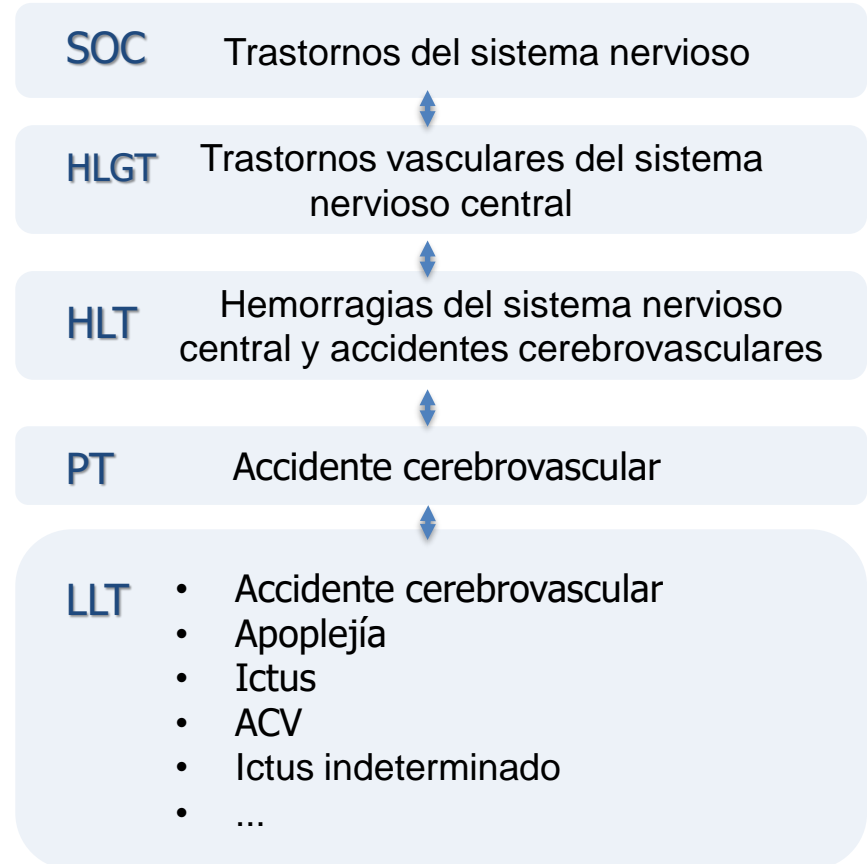 SOC Trastornos del sistema nervioso
HLGT Trastornos vasculares del sistema
nervioso central
HLT Hemorragias del sistema nervioso
central y accidentes cerebrovasculares
PT Accidente cerebrovascular
LLT • Accidente cerebrovascular
• Apoplejía
• Ictus
• ACV
• Ictus indeterminado
• ...